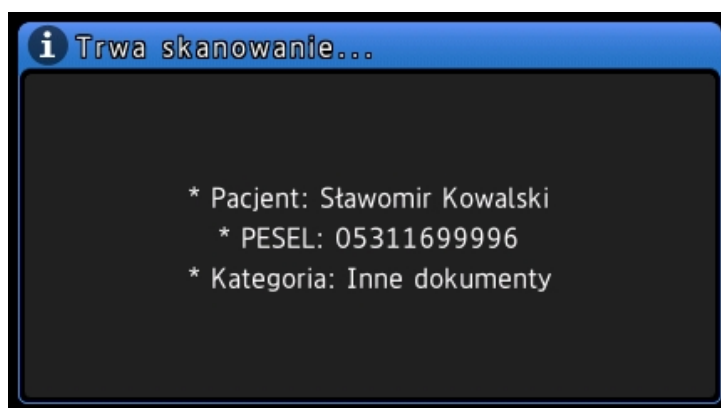 Trwa skanowanie...
* Pacjent: Sławomir Kowalski
* PESEL: 05311699996
* Kategoria: Inne dokumenty